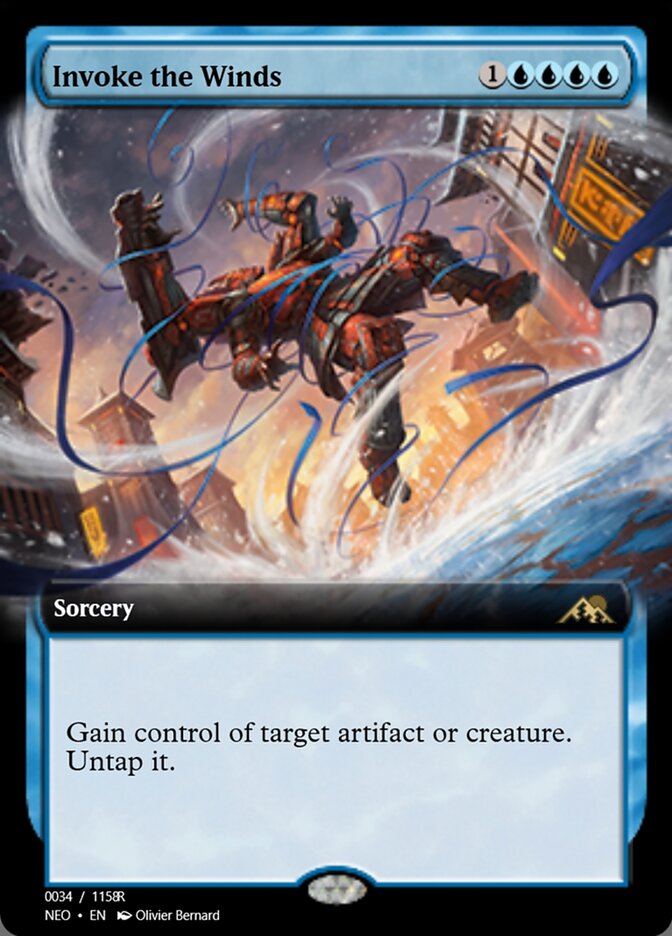 Invoke the Winds 1
Sorcery
Gain control of target artifact or creature.
Untap it.
0034 / 1158R
NEO • EN Olivier Bernard